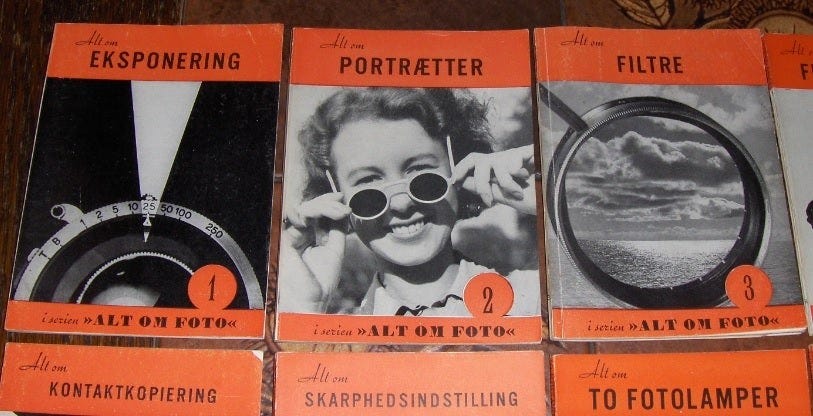 Alt om
EKSPONERING
T B 1 2 5 10 25 50 100 250
1
i serien »ALT OM FOTO«
Alt om
PORTRÆTTER
2
i serien »ALT OM FOTO«
Alt om
FILTRE
3
i serien »ALT OM FOTO«
Alt om
Alt om
KONTAKTKOPIERING
Alt om
SKARPHEDSINDSTILLING
Alt om
TO FOTOLAMPER